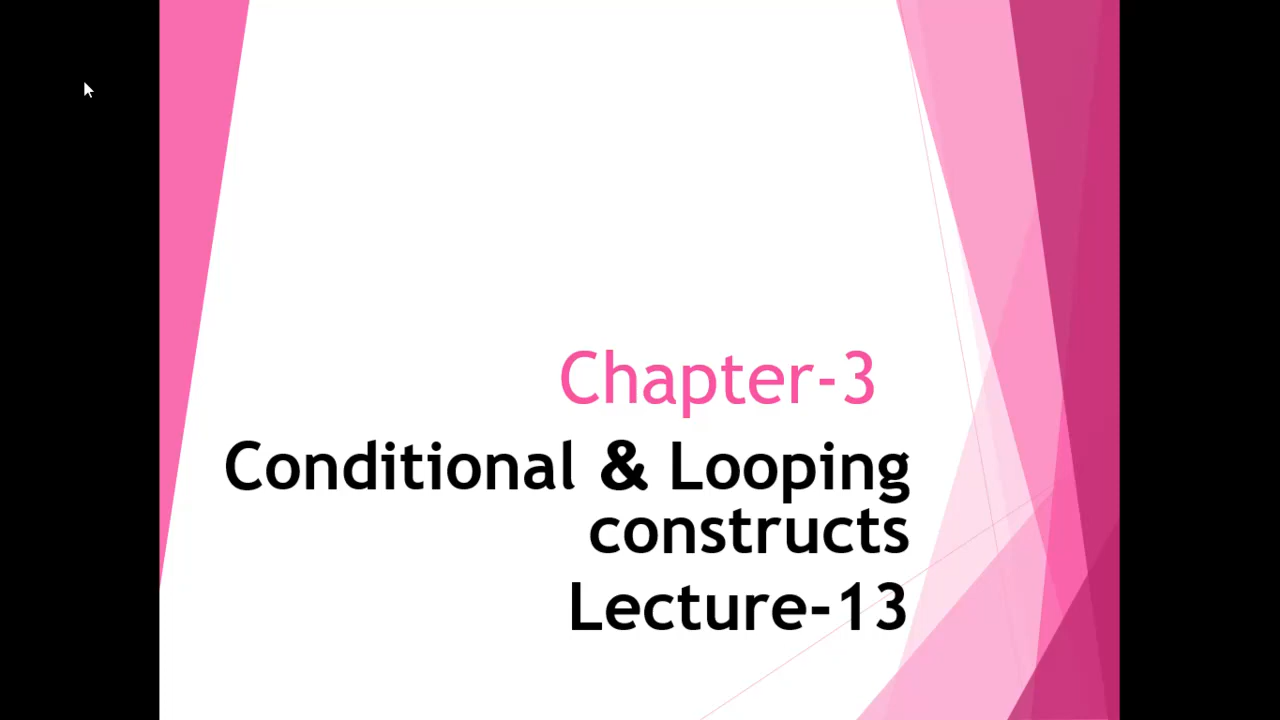 Chapter-3
Conditional & Looping
constructs
Lecture-13